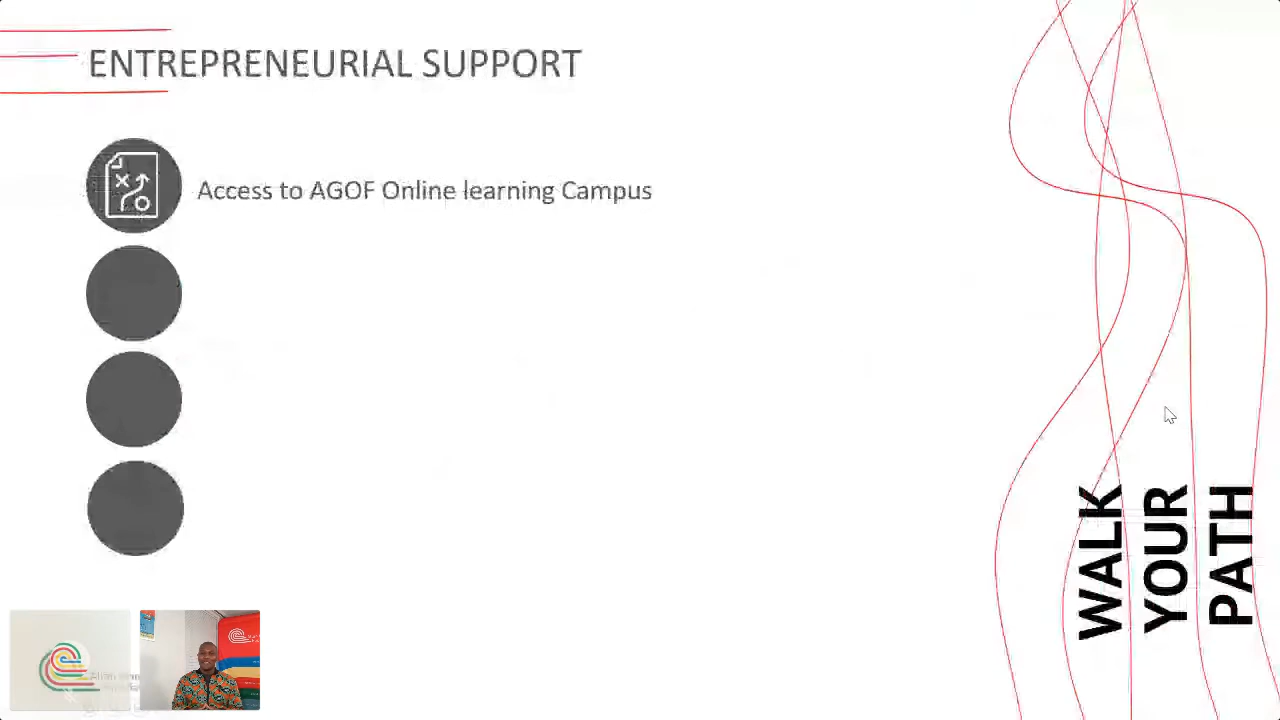 ENTREPRENEURIAL SUPPORT
Access to AGOF Online learning Campus
WALK
YOUR
PATH